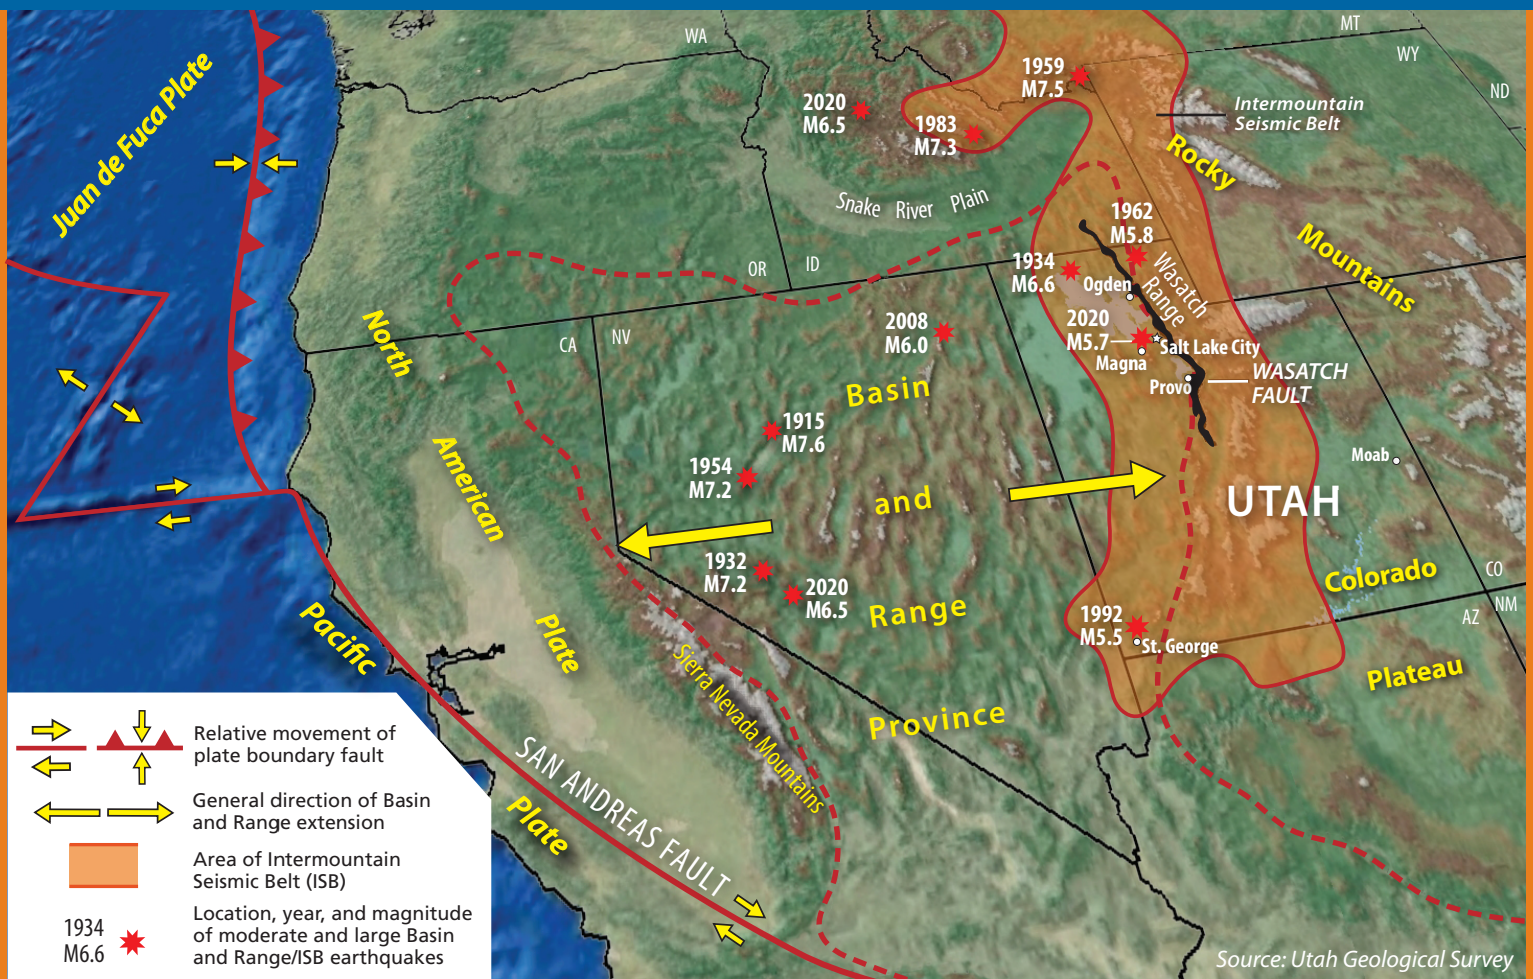 WA
MT
WY
ND
1959
M7.5
2020
M6.5
1983
M7.3
Intermountain
Seismic Belt
Juan de Fuca Plate
Rocky
Mountains
Snake River Plain
1962
M5.8
OR
ID
1934
M6.6
Ogden
Wasatch
Range
North
American
Plate
CA
NV
2008
M6.0
2020
M5.7
Salt Lake City
Magna
Provo
WASATCH
FAULT
Basin
and
Range
Province
1915
M7.6
1954
M7.2
Moab
UTAH
1932
M7.2
2020
M6.5
Colorado
Plateau
CO
NM
AZ
1992
M5.5
St. George
Pacific
Plate
Sierra Nevada Mountains
SAN ANDREAS FAULT
Relative movement of
plate boundary fault
General direction of Basin
and Range extension
Area of Intermountain
Seismic Belt (ISB)
1934
M6.6
Location, year, and magnitude
of moderate and large Basin
and Range/ISB earthquakes
Source: Utah Geological Survey